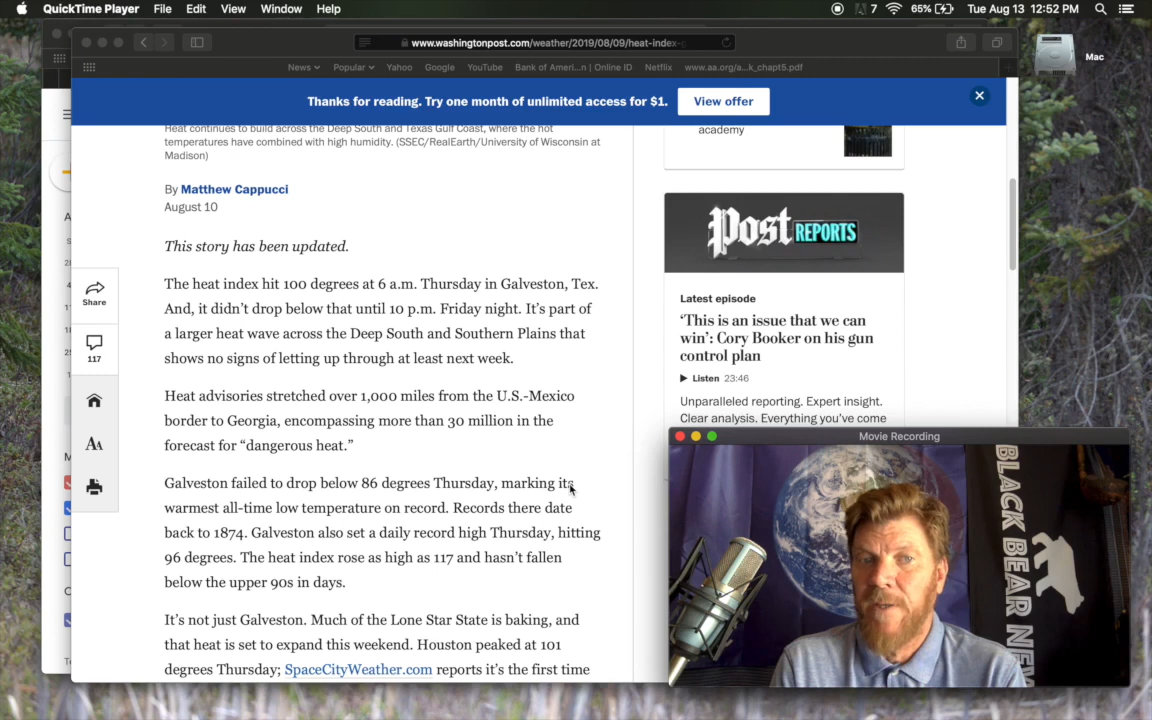 QuickTime Player File Edit View Window Help
7 65% Tue Aug 13 12:52 PM
www.washingtonpost.com/weather/2019/08/09/heat-index-
Mac
News Popular Yahoo Google YouTube Bank of Ameri...n | Online ID Netflix www.aa.org/a...k_chapt5.pdf
Thanks for reading. Try one month of unlimited access for $1. View offer
Heat continues to build across the Deep South and Texas Gulf Coast, where the hot
temperatures have combined with high humidity. (SSEC/RealEarth/University of Wisconsin at
Madison)
By Matthew Cappucci
August 10
This story has been updated.
The heat index hit 100 degrees at 6 a.m. Thursday in Galveston, Tex.
And, it didn't drop below that until 10 p.m. Friday night. It's part of
a larger heat wave across the Deep South and Southern Plains that
shows no signs of letting up through at least next week.
Heat advisories stretched over 1,000 miles from the U.S.-Mexico
border to Georgia, encompassing more than 30 million in the
forecast for "dangerous heat."
Galveston failed to drop below 86 degrees Thursday, marking its
warmest all-time low temperature on record. Records there date
back to 1874. Galveston also set a daily record high Thursday, hitting
96 degrees. The heat index rose as high as 117 and hasn't fallen
below the upper 90s in days.
It's not just Galveston. Much of the Lone Star State is baking, and
that heat is set to expand this weekend. Houston peaked at 101
degrees Thursday; SpaceCityWeather.com reports it's the first time
Share
117
AA
academy
Post REPORTS
Latest episode
'This is an issue that we can
win': Cory Booker on his gun
control plan
Listen 23:46
Unparalleled reporting. Expert insight.
Clear analysis. Everything you've come
Movie Recording
BLACK BEAR NEW